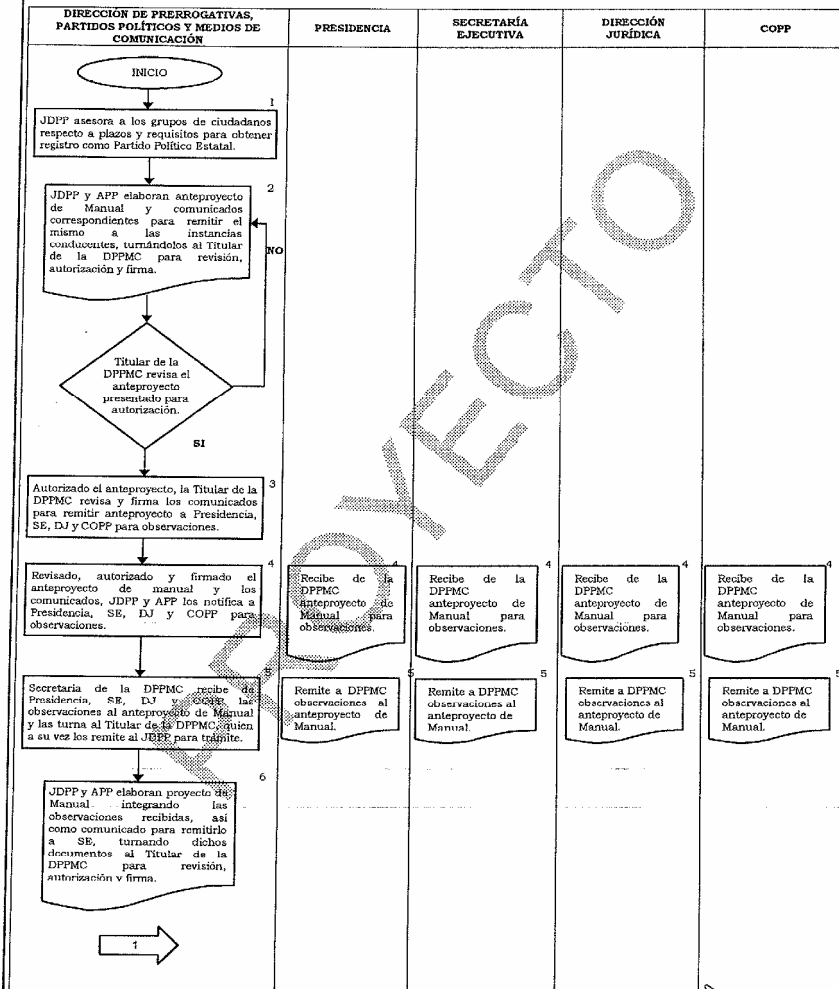 DIRECCIÓN DE PRERROGATIVAS,
PARTIDOS POLÍTICOS Y MEDIOS DE
COMUNICACIÓN
PRESIDENCIA
SECRETARÍA
EJECUTIVA
DIRECCIÓN
JURÍDICA
COPP
INICIO
1
JDPP asesora a los grupos de ciudadanos
respecto a plazos y requisitos para obtener
registro como Partido Político Estatal.
2
JDPP y APP elaboran anteproyecto
de Manual y comunicados
correspondientes para remitir el
mismo a las instancias
conducentes, turnándolos al Titular
de la DPPMC para revisión,
autorización y firma.
NO
Titular de la
DPPMC revisa el
anteproyecto
presentado para
autorización.
SI
3
Autorizado el anteproyecto, la Titular de la
DPPMC revisa y firma los comunicados
para remitir anteproyecto a Presidencia,
SE, DJ y COPP para observaciones.
4
Revisado, autorizado y firmado el
anteproyecto de manual y los
comunicados, JDPP y APP los notifica a
Presidencia, SE, DJ y COPP para
observaciones.
4
Recibe de la
DPPMC
anteproyecto de
Manual para
observaciones.
4
Recibe de la
DPPMC
anteproyecto de
Manual para
observaciones.
4
Recibe de la
DPPMC
anteproyecto de
Manual para
observaciones.
4
Recibe de la
DPPMC
anteproyecto de
Manual para
observaciones.
5
Secretaria de la DPPMC recibe de
Presidencia, SE, DJ y COPP las
observaciones al anteproyecto de Manual
y las turna al Titular de la DPPMC, quien
a su vez los remite al JDPP para trámite.
5
Remite a DPPMC
observaciones al
anteproyecto de
Manual.
5
Remite a DPPMC
observaciones al
anteproyecto de
Manual.
5
Remite a DPPMC
observaciones al
anteproyecto de
Manual.
5
Remite a DPPMC
observaciones al
anteproyecto de
Manual.
6
JDPP y APP elaboran proyecto de
Manual integrando las
observaciones recibidas, así
como comunicado para remitirlo
a SE, turnando dichos
documentos al Titular de la
DPPMC para revisión,
autorización y firma.
1
PROYECTO